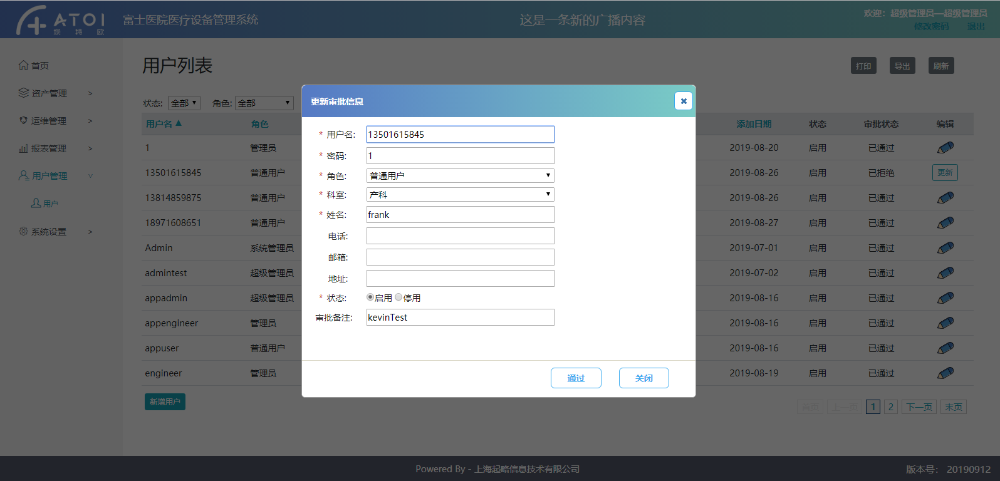 ATOI
埃特欧
富士医院医疗设备管理系统
这是一条新的广播内容
欢迎：超级管理员—超级管理员
修改密码 退出
首页
资产管理 >
运维管理 >
报表管理 >
用户管理 ∨
用户
系统设置 >
用户列表
打印 导出 刷新
状态: 全部 角色: 全部
用户名 角色 添加日期 状态 审批状态 编辑
1 管理员 2019-08-20 启用 已通过
13501615845 普通用户 2019-08-26 启用 已拒绝 更新
13814859875 普通用户 2019-08-26 启用 已通过
18971608651 普通用户 2019-08-27 启用 已通过
Admin 系统管理员 2019-07-01 启用 已通过
admintest 超级管理员 2019-07-02 启用 已通过
appadmin 超级管理员 2019-08-16 启用 已通过
appengineer 管理员 2019-08-16 启用 已通过
appuser 普通用户 2019-08-16 启用 已通过
engineer 管理员 2019-08-19 启用 已通过
新增用户
首页 上一页 1 2 下一页 末页
更新审批信息
* 用户名: 13501615845
* 密码: 1
* 角色: 普通用户
* 科室: 产科
* 姓名: frank
电话:
邮箱:
地址:
* 状态: 启用 停用
审批备注: kevinTest
通过 关闭
Powered By - 上海起略信息技术有限公司
版本号： 20190912